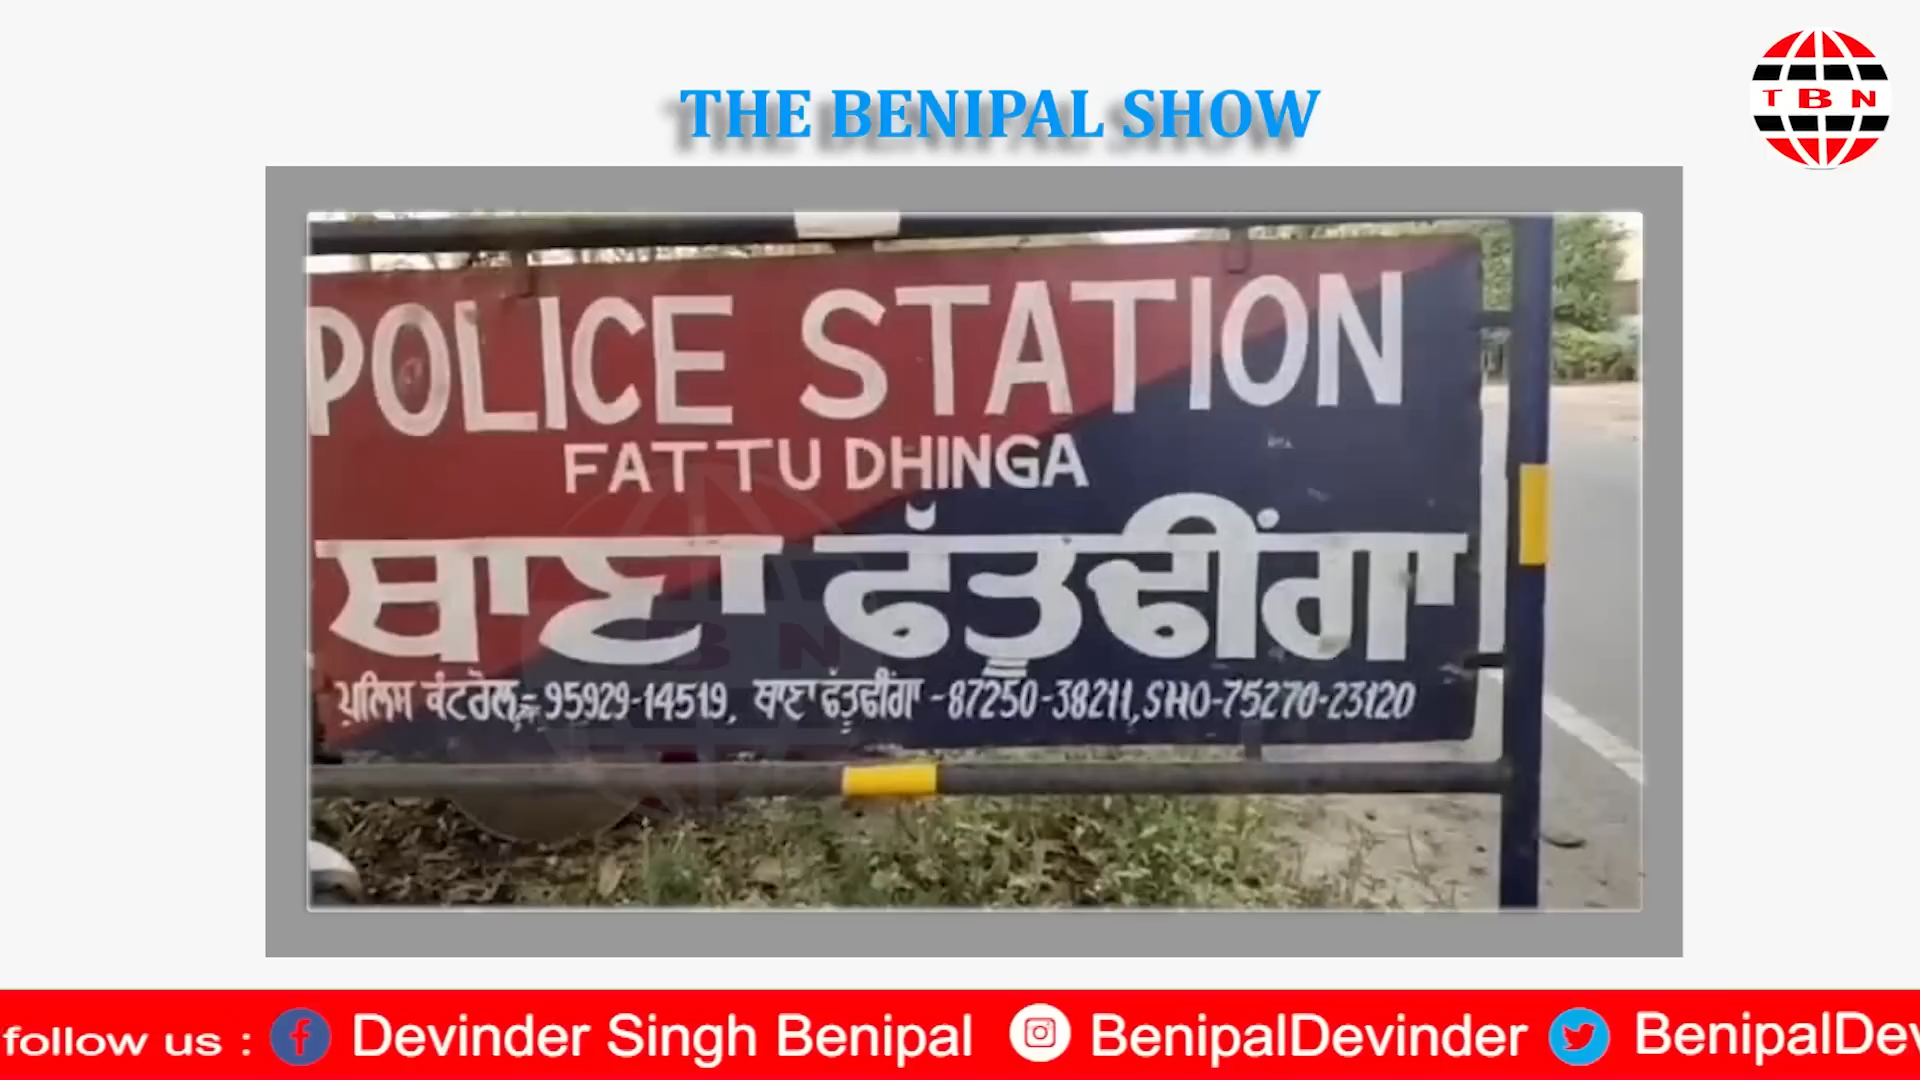 THE BENIPAL SHOW
TBN
POLICE STATION
FATTU DHINGA
ਥਾਣਾ ਫੱਤੂਢੀਂਗਾ
ਪੁਲਿਸ ਕੰਟਰੋਲ 95929-14519, ਥਾਣਾ ਫੱਤੂਢੀਂਗਾ -87250-38211, SHO-75270-23120
follow us : Devinder Singh Benipal BenipalDevinder BenipalDev